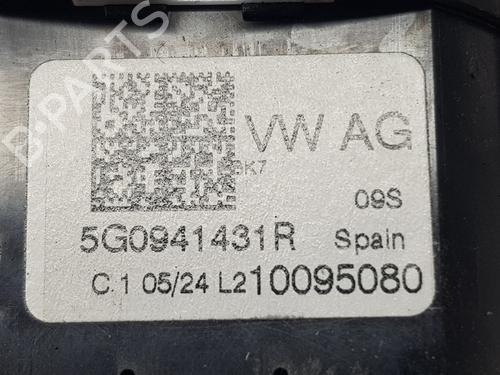 VW AG
9K7
09S
5G0941431R Spain
C.1 05/24 L210095080
B-PARTS